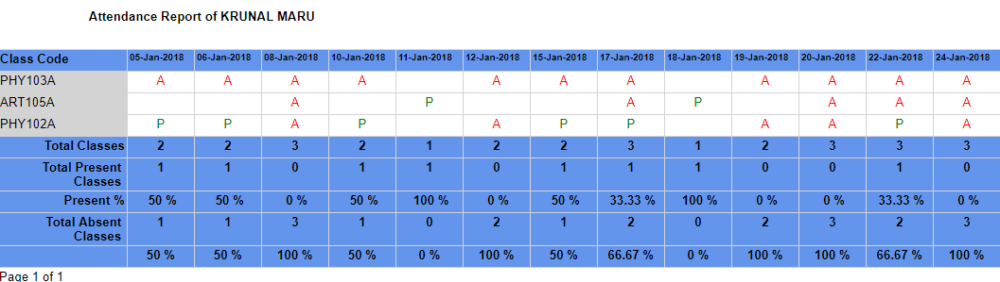 Attendance Report of KRUNAL MARU
Class Code 05-Jan-2018 06-Jan-2018 08-Jan-2018 10-Jan-2018 11-Jan-2018 12-Jan-2018 15-Jan-2018 17-Jan-2018 18-Jan-2018 19-Jan-2018 20-Jan-2018 22-Jan-2018 24-Jan-2018
PHY103A A A A A A A A A A A A
ART105A A P A P A A A
PHY102A P P A P A P P A A P A
Total Classes 2 2 3 2 1 2 2 3 1 2 3 3 3
Total Present 1 1 0 1 1 0 1 1 1 0 0 1 0
Classes
Present % 50 % 50 % 0 % 50 % 100 % 0 % 50 % 33.33 % 100 % 0 % 0 % 33.33 % 0 %
Total Absent 1 1 3 1 0 2 1 2 0 2 3 2 3
Classes
50 % 50 % 100 % 50 % 0 % 100 % 50 % 66.67 % 0 % 100 % 100 % 66.67 % 100 %
Page 1 of 1